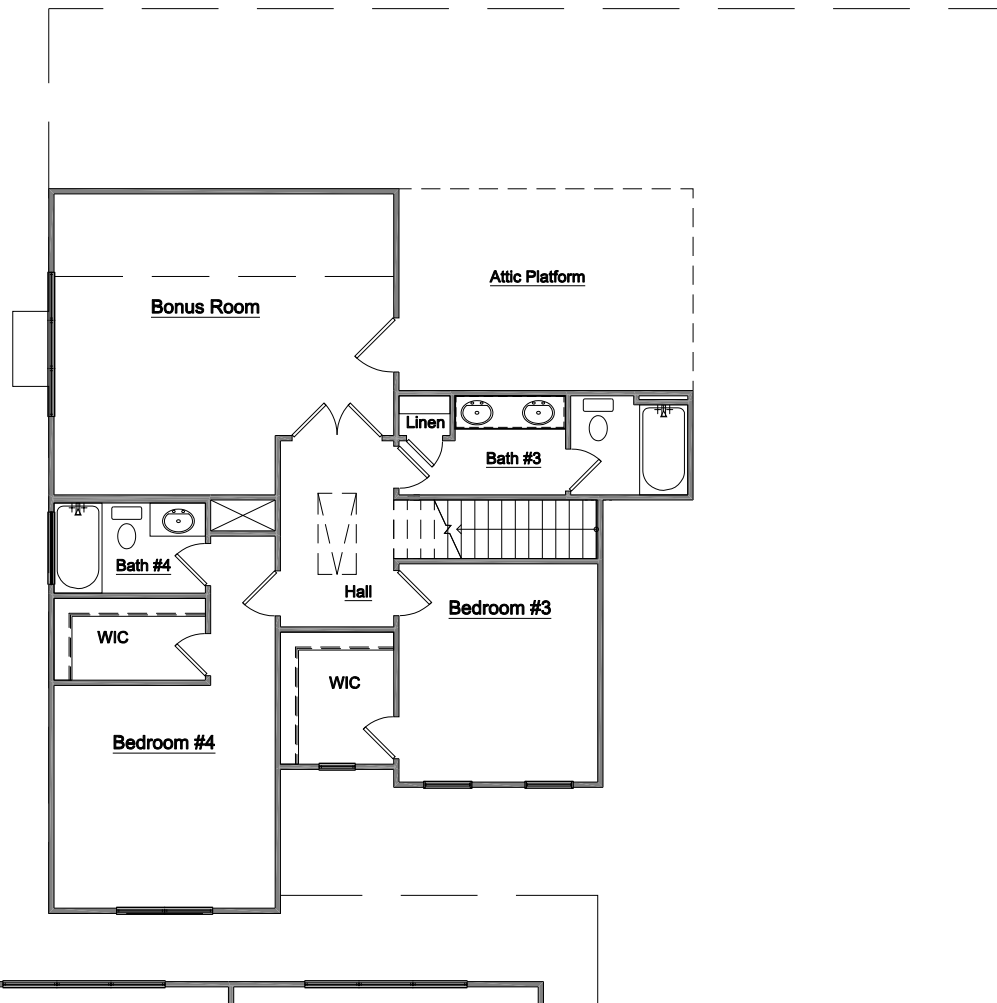 Attic Platform
Bonus Room
Linen
Bath #3
Bath #4
Hall
Bedroom #3
WIC
WIC
Bedroom #4